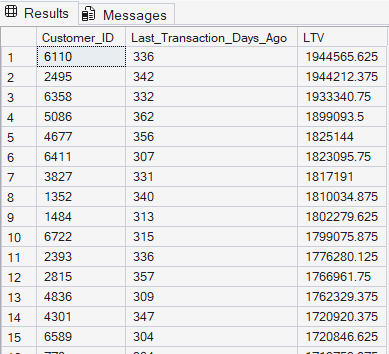 Results Messages
Customer_ID Last_Transaction_Days_Ago LTV
1 6110 336 1944565.625
2 2495 342 1944212.375
3 6358 332 1933340.75
4 5086 362 1899093.5
5 4677 356 1825144
6 6411 307 1823095.75
7 3827 331 1817191
8 1352 340 1810034.875
9 1484 313 1802279.625
10 6722 315 1799075.875
11 2393 336 1776280.125
12 2815 357 1766961.75
13 4836 309 1762329.375
14 4301 347 1720920.375
15 6589 304 1720846.625